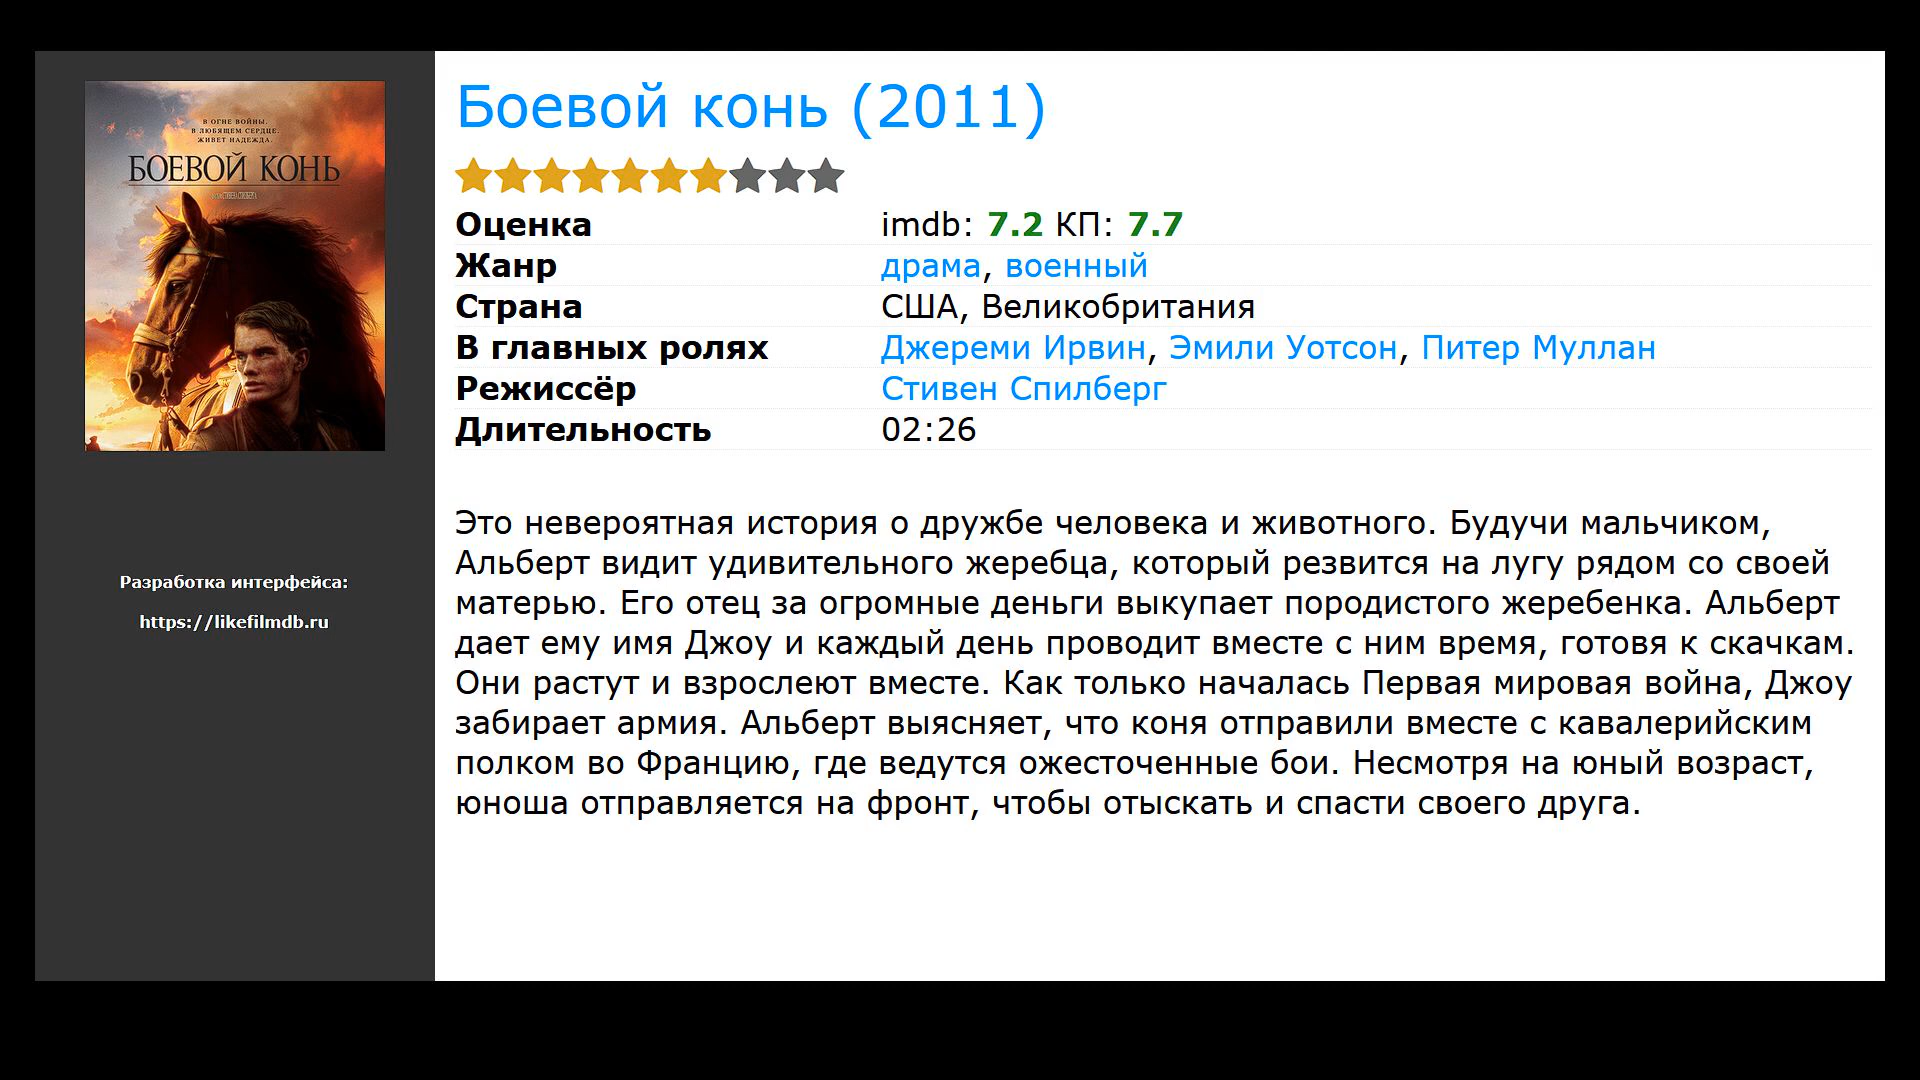 В ОГНЕ ВОЙНЫ.
В ЛЮБЯЩЕМ СЕРДЦЕ.
ЖИВЕТ НАДЕЖДА.
БОЕВОЙ КОНЬ
Разработка интерфейса:
https://likefilmdb.ru
Боевой конь (2011)
Оценка imdb: 7.2 КП: 7.7
Жанр драма, военный
Страна США, Великобритания
В главных ролях Джереми Ирвин, Эмили Уотсон, Питер Муллан
Режиссёр Стивен Спилберг
Длительность 02:26
Это невероятная история о дружбе человека и животного. Будучи мальчиком,
Альберт видит удивительного жеребца, который резвится на лугу рядом со своей
матерью. Его отец за огромные деньги выкупает породистого жеребенка. Альберт
дает ему имя Джоу и каждый день проводит вместе с ним время, готовя к скачкам.
Они растут и взрослеют вместе. Как только началась Первая мировая война, Джоу
забирает армия. Альберт выясняет, что коня отправили вместе с кавалерийским
полком во Францию, где ведутся ожесточенные бои. Несмотря на юный возраст,
юноша отправляется на фронт, чтобы отыскать и спасти своего друга.